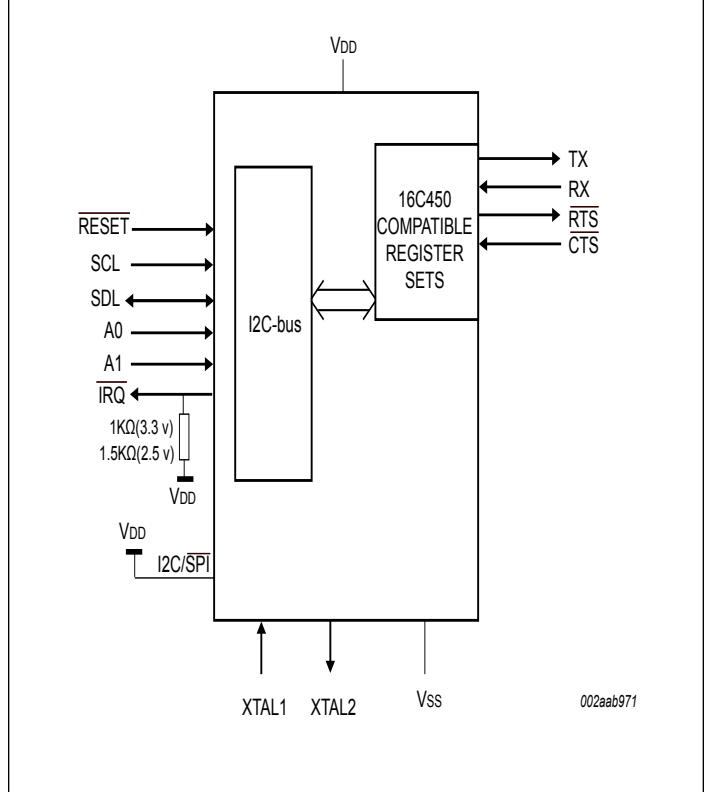 VDD
TX
RX
RTS
CTS
16C450
COMPATIBLE
REGISTER
SETS
RESET
SCL
SDL
A0
A1
IRQ
I2C-bus
1KΩ(3.3 v)
1.5KΩ(2.5 v)
VDD
VDD
I2C/SPI
XTAL1
XTAL2
VSS
002aab971